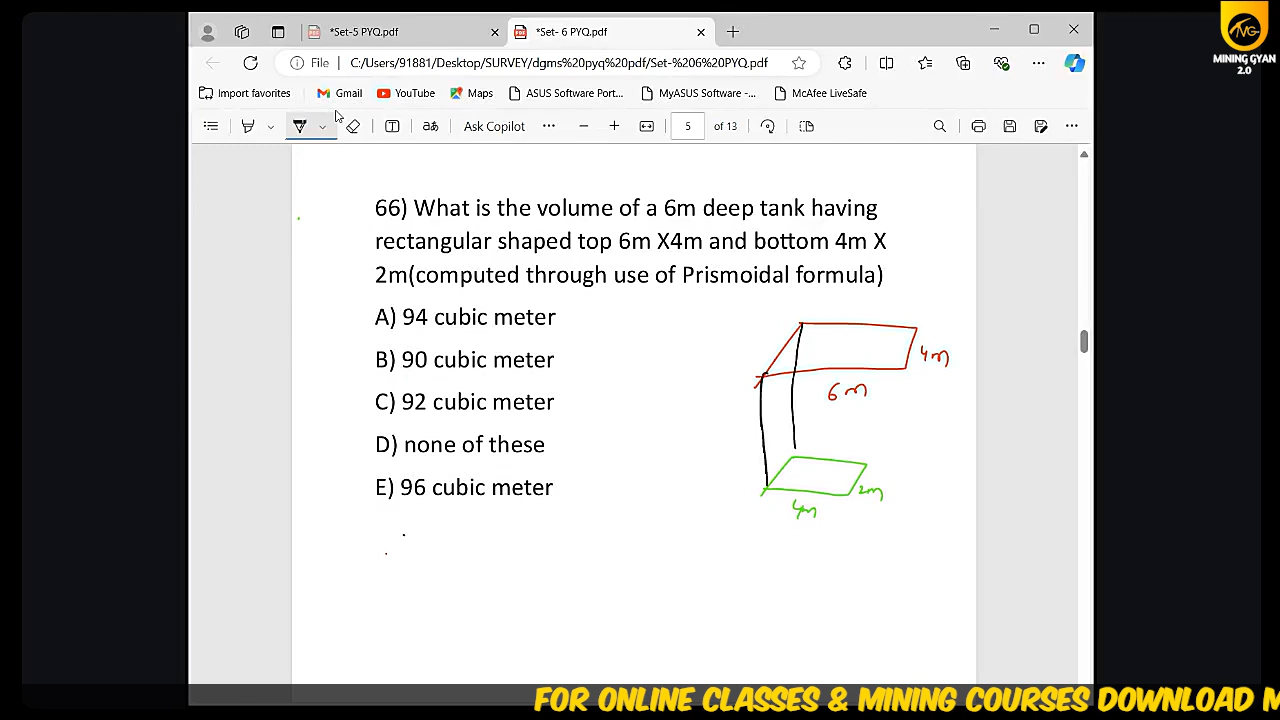 *Set-5 PYQ.pdf
*Set- 6 PYQ.pdf
File
C:/Users/91881/Desktop/SURVEY/dgms%20pyq%20pdf/Set-%206%20PYQ.pdf
Import favorites
Gmail
YouTube
Maps
ASUS Software Port...
MyASUS Software -...
McAfee LiveSafe
Ask Copilot
5
of 13
MINING GYAN
2.0
66) What is the volume of a 6m deep tank having
rectangular shaped top 6m X4m and bottom 4m X
2m(computed through use of Prismoidal formula)
A) 94 cubic meter
B) 90 cubic meter
C) 92 cubic meter
D) none of these
E) 96 cubic meter
4m
6m
2m
4m
FOR ONLINE CLASSES & MINING COURSES DOWNLOAD M